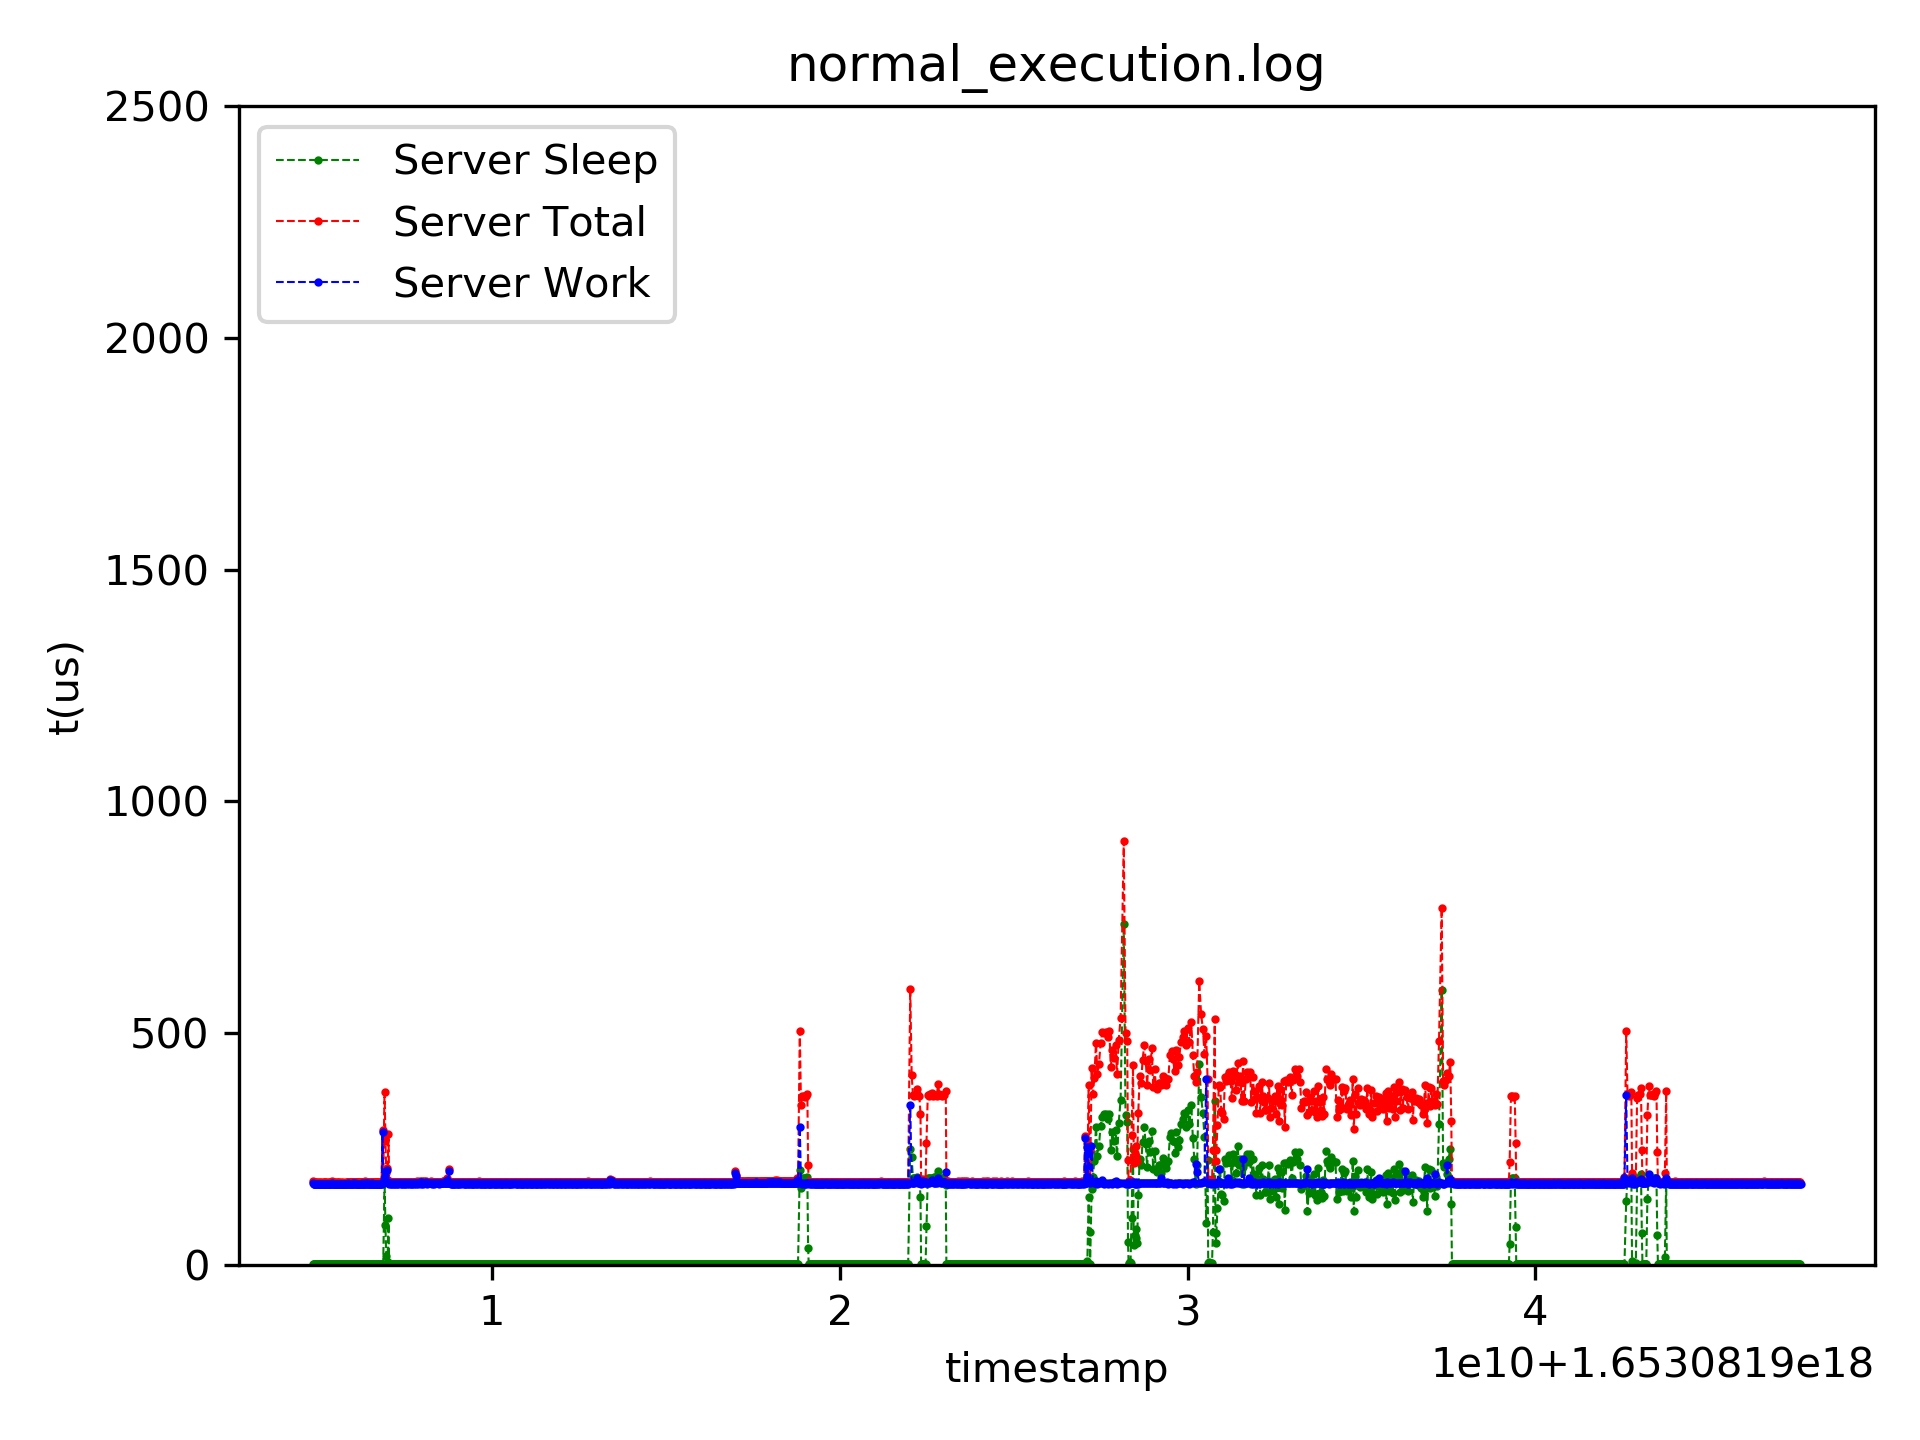 normal_execution.log
2500
2000
1500
1000
500
0
t(us)
Server Sleep
Server Total
Server Work
1 2 3 4
timestamp
1e10+1.6530819e18